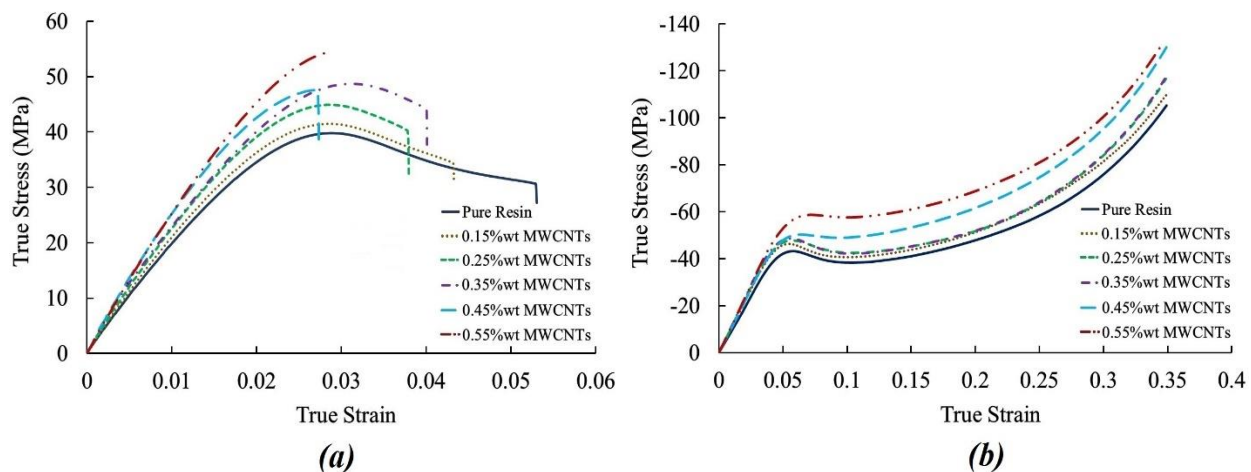 True Stress (MPa)
60
50
40
30
20
10
0
0 0.01 0.02 0.03 0.04 0.05 0.06
True Strain
Pure Resin
0.15%wt MWCNTs
0.25%wt MWCNTs
0.35%wt MWCNTs
0.45%wt MWCNTs
0.55%wt MWCNTs
(a)
True Stress (MPa)
-140
-120
-100
-80
-60
-40
-20
0
0 0.05 0.1 0.15 0.2 0.25 0.3 0.35 0.4
True Strain
Pure Resin
0.15%wt MWCNTs
0.25%wt MWCNTs
0.35%wt MWCNTs
0.45%wt MWCNTs
0.55%wt MWCNTs
(b)